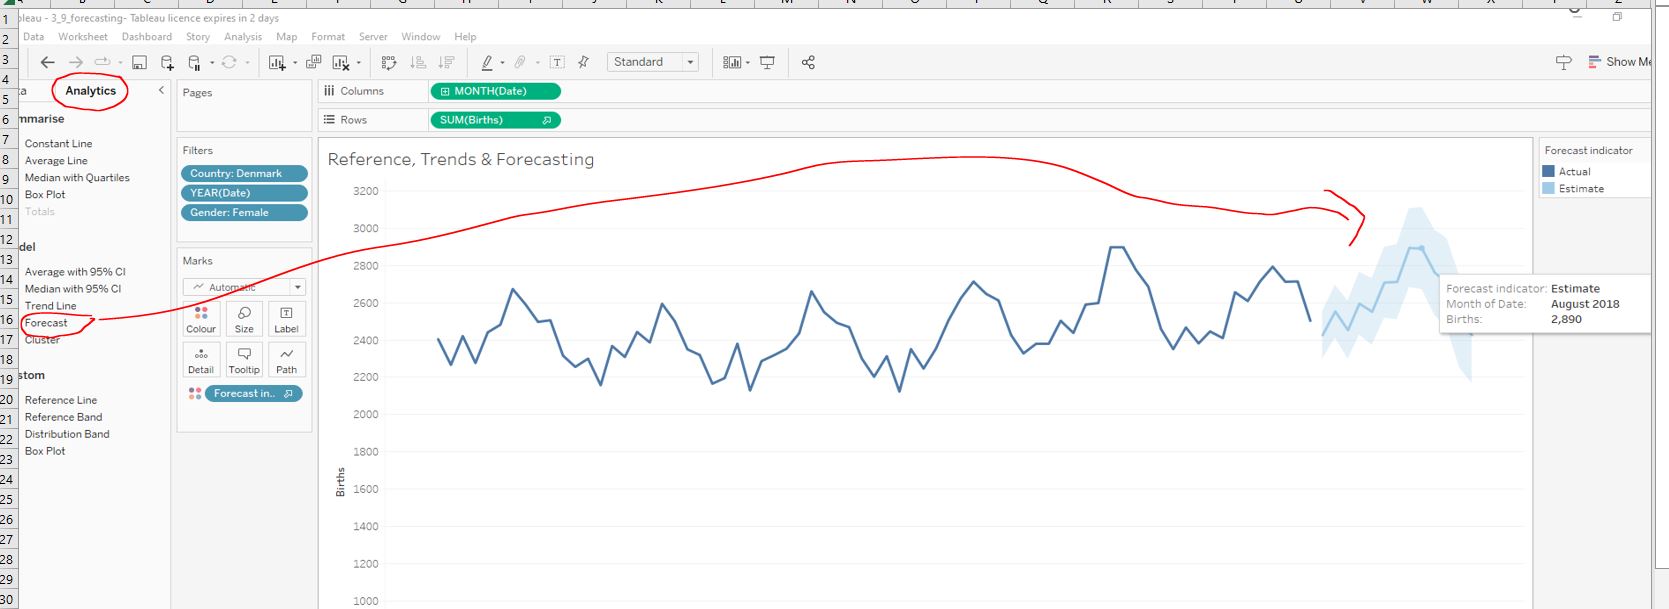 1
2
3
4
5
6
7
8
9
10
11
12
13
14
15
16
17
18
19
20
21
22
23
24
25
26
27
28
29
30
bleau - 3_9_forecasting- Tableau licence expires in 2 days
Data Worksheet Dashboard Story Analysis Map Format Server Window Help
Standard
Show Me
ta Analytics
mmarise
Constant Line
Average Line
Median with Quartiles
Box Plot
Totals
del
Average with 95% CI
Median with 95% CI
Trend Line
Forecast
Cluster
stom
Reference Line
Reference Band
Distribution Band
Box Plot
Pages
Filters
Country: Denmark
YEAR(Date)
Gender: Female
Marks
Automatic
Colour Size Label
Detail Tooltip Path
Forecast in..
Columns MONTH(Date)
Rows SUM(Births)
Reference, Trends & Forecasting
3200
3000
2800
2600
2400
2200
2000
1800
1600
1400
1200
1000
Births
Forecast indicator: Estimate
Month of Date: August 2018
Births: 2,890
Forecast indicator
Actual
Estimate